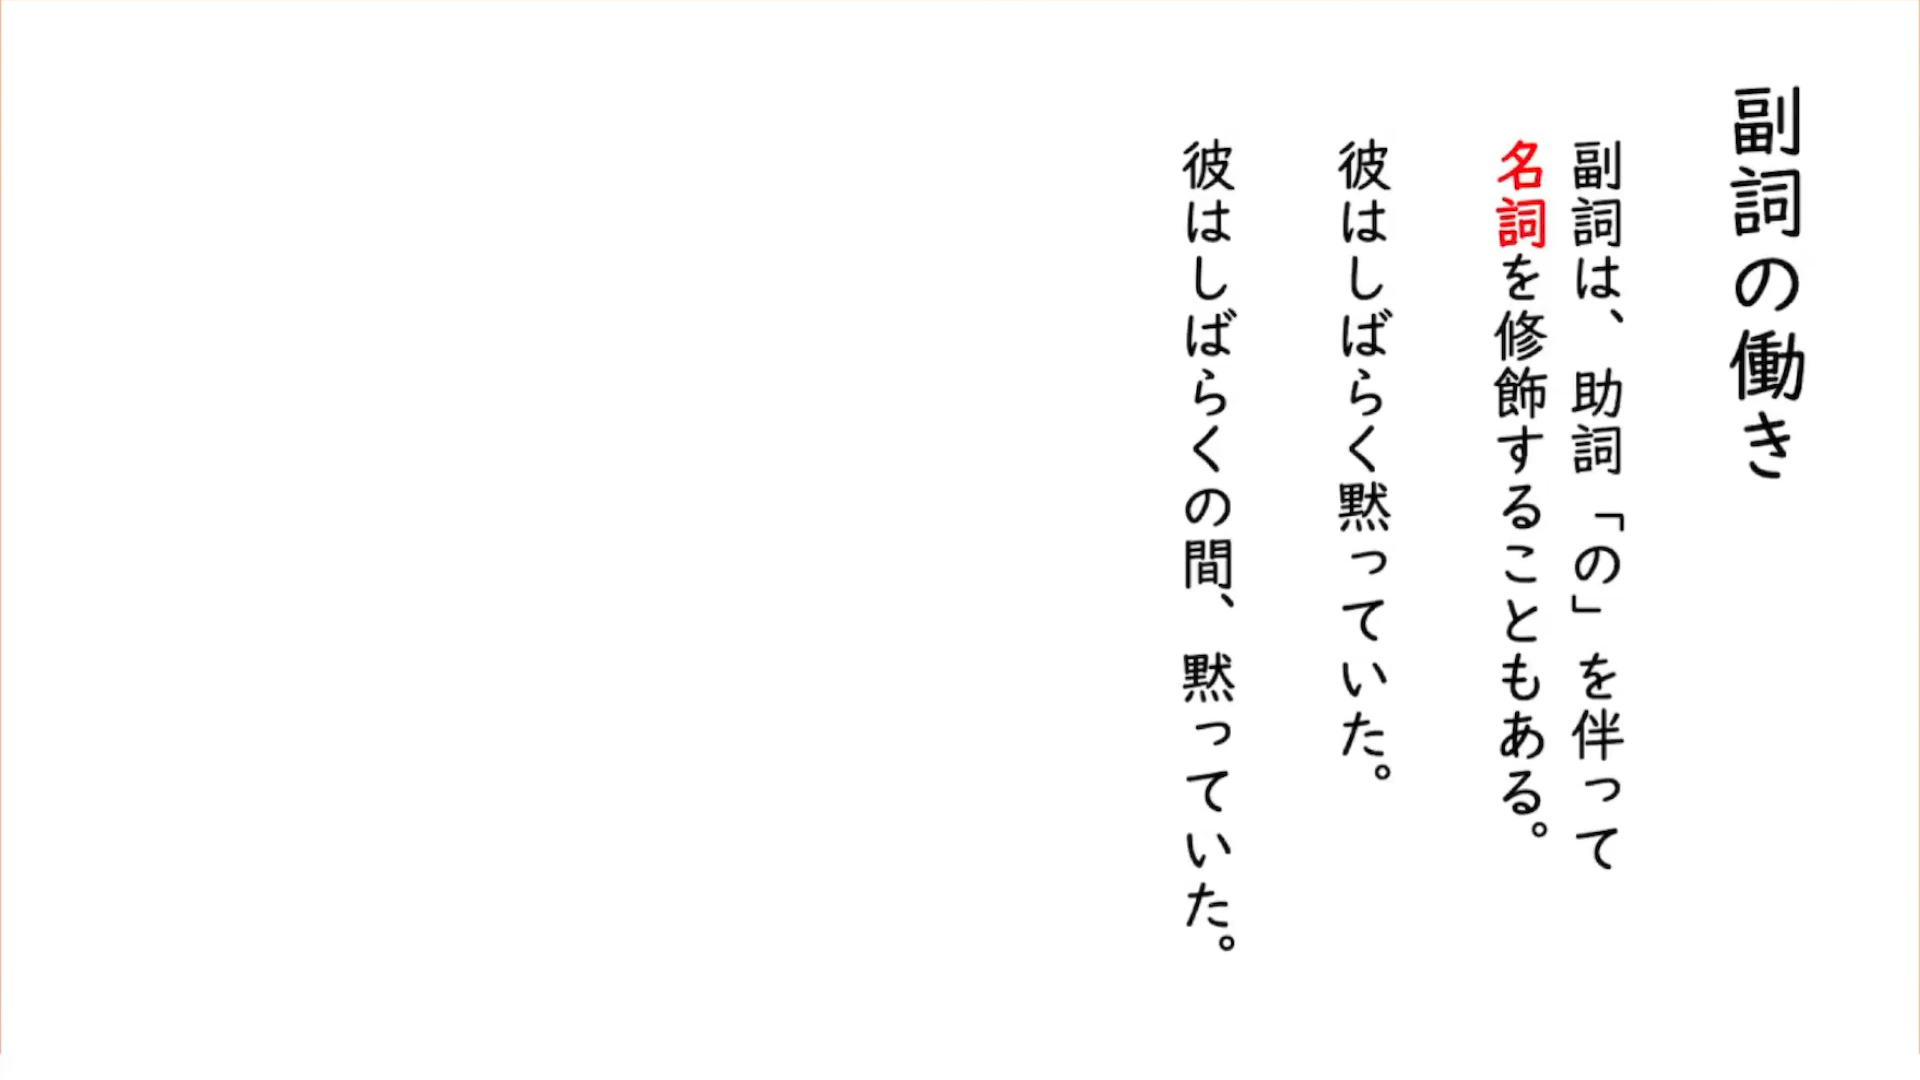 副詞の働き
副詞は、助詞「の」を伴って
名詞を修飾することもある。
彼はしばらく黙っていた。
彼はしばらくの間、黙っていた。